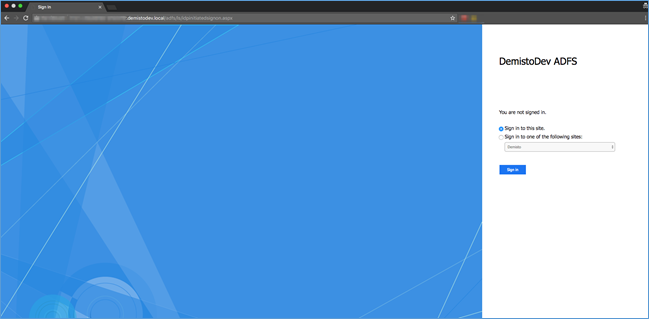 Sign in
.demistodev.local/adfs/ls/idpinitiatedsignon.aspx
DemistoDev ADFS
You are not signed in.
Sign in to this site.
Sign in to one of the following sites:
Demisto
Sign in